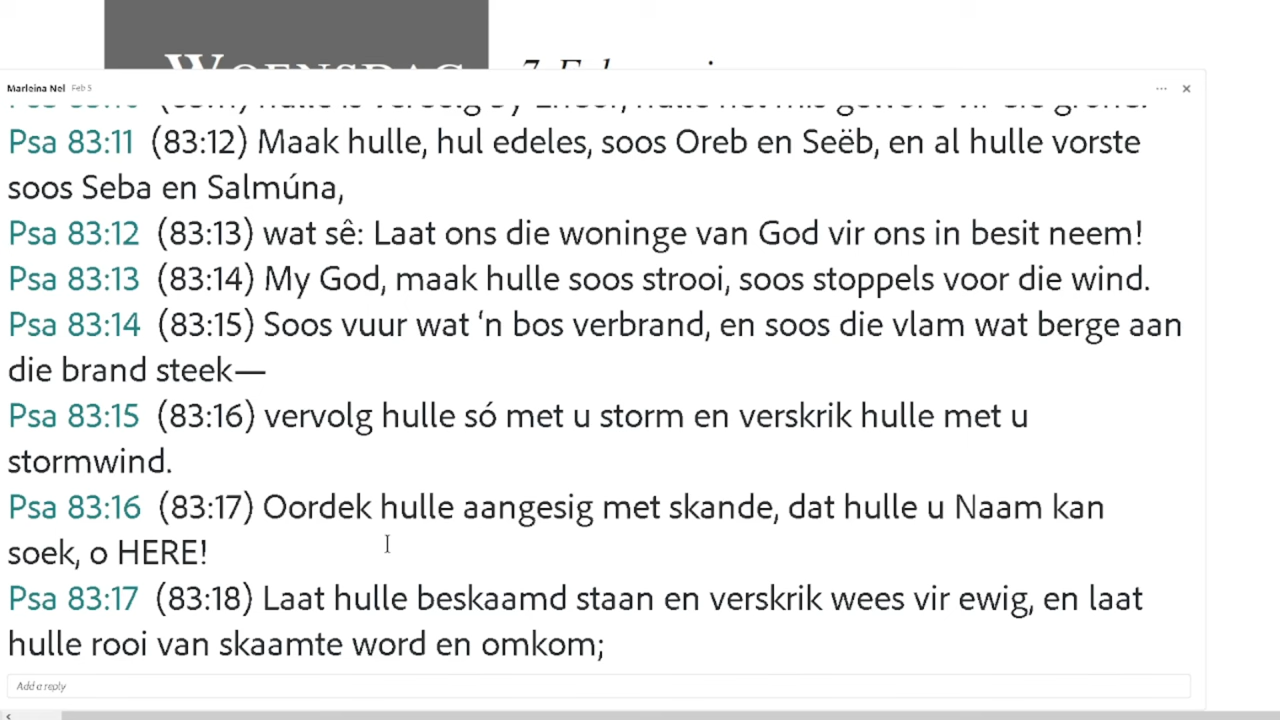 WOENSDAG
Marleina Nel Feb 5
Psa 83:11 (83:12) Maak hulle, hul edeles, soos Oreb en Seëb, en al hulle vorste
soos Seba en Salmúna,
Psa 83:12 (83:13) wat sê: Laat ons die woninge van God vir ons in besit neem!
Psa 83:13 (83:14) My God, maak hulle soos strooi, soos stoppels voor die wind.
Psa 83:14 (83:15) Soos vuur wat ‘n bos verbrand, en soos die vlam wat berge aan
die brand steek—
Psa 83:15 (83:16) vervolg hulle só met u storm en verskrik hulle met u
stormwind.
Psa 83:16 (83:17) Oordek hulle aangesig met skande, dat hulle u Naam kan
soek, o HERE!
Psa 83:17 (83:18) Laat hulle beskaamd staan en verskrik wees vir ewig, en laat
hulle rooi van skaamte word en omkom;
Add a reply